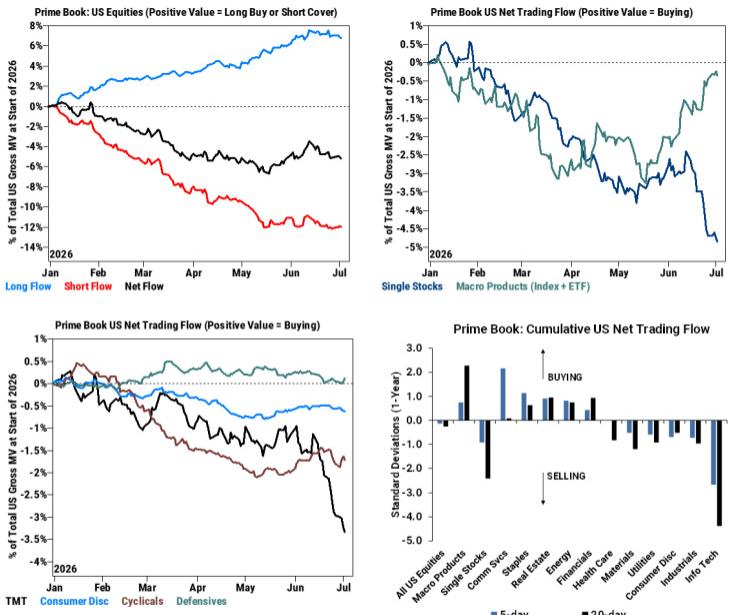 Prime Book: US Equities (Positive Value = Long Buy or Short Cover)
% of Total US Gross MV at Start of 2026
8%
6%
4%
2%
0%
-2%
-4%
-6%
-8%
-10%
-12%
-14%
2026
Jan Feb Mar Apr May Jun Jul
Long Flow Short Flow Net Flow
Prime Book US Net Trading Flow (Positive Value = Buying)
% of Total US Gross MV at Start of 2026
1%
0.5%
0%
-0.5%
-1%
-1.5%
-2%
-2.5%
-3%
-3.5%
-4%
-4.5%
-5%
2026
Jan Feb Mar Apr May Jun Jul
Single Stocks Macro Products (Index + ETF)
Prime Book US Net Trading Flow (Positive Value = Buying)
% of Total US Gross MV at Start of 2026
1%
0.5%
0%
-0.5%
-1%
-1.5%
-2%
-2.5%
-3%
-3.5%
-4%
2026
Jan Feb Mar Apr May Jun Jul
TMT Consumer Disc Cyclicals Defensives
Prime Book: Cumulative US Net Trading Flow
Standard Deviations (1-Year)
3.0
2.0
1.0
0.0
-1.0
-2.0
-3.0
-4.0
-5.0
BUYING
SELLING
All US Equities
Macro Products
Single Stocks
Comm Svcs
Staples
Real Estate
Energy
Financials
Health Care
Materials
Utilities
Consumer Disc
Industrials
Info Tech
5-day 20-day